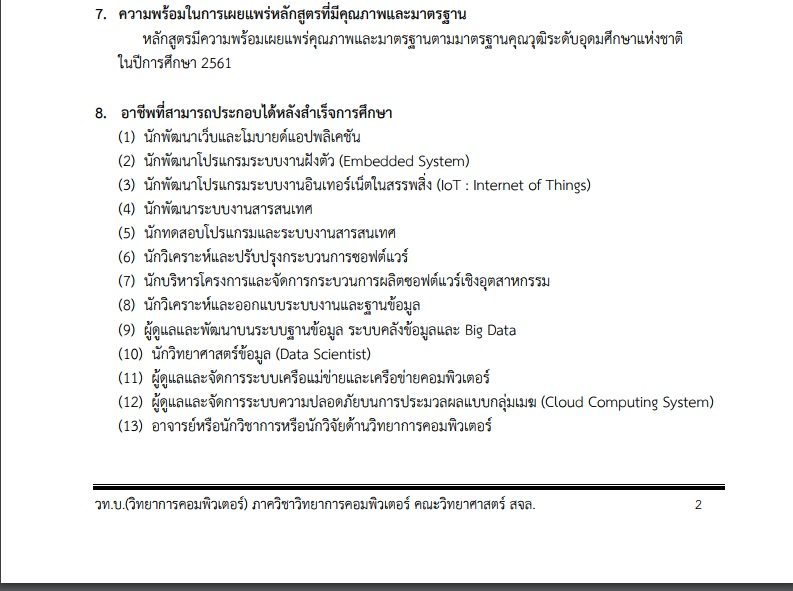 7. ความพร้อมในการเผยแพร่หลักสูตรที่มีคุณภาพและมาตรฐาน
หลักสูตรมีความพร้อมเผยแพร่คุณภาพและมาตรฐานตามมาตรฐานคุณวุฒิระดับอุดมศึกษาแห่งชาติ
ในปีการศึกษา 2561
8. อาชีพที่สามารถประกอบได้หลังสำเร็จการศึกษา
(1) นักพัฒนาเว็บและโมบายด์แอปพลิเคชัน
(2) นักพัฒนาโปรแกรมระบบงานฝังตัว (Embedded System)
(3) นักพัฒนาโปรแกรมระบบงานอินเทอร์เน็ตในสรรพสิ่ง (IoT : Internet of Things)
(4) นักพัฒนาระบบงานสารสนเทศ
(5) นักทดสอบโปรแกรมและระบบงานสารสนเทศ
(6) นักวิเคราะห์และปรับปรุงกระบวนการซอฟต์แวร์
(7) นักบริหารโครงการและจัดการกระบวนการผลิตซอฟต์แวร์เชิงอุตสาหกรรม
(8) นักวิเคราะห์และออกแบบระบบงานและฐานข้อมูล
(9) ผู้ดูแลและพัฒนาบนระบบฐานข้อมูล ระบบคลังข้อมูลและ Big Data
(10) นักวิทยาศาสตร์ข้อมูล (Data Scientist)
(11) ผู้ดูแลและจัดการระบบเครือแม่ข่ายและเครือข่ายคอมพิวเตอร์
(12) ผู้ดูแลและจัดการระบบความปลอดภัยบนการประมวลผลแบบกลุ่มเมฆ (Cloud Computing System)
(13) อาจารย์หรือนักวิชาการหรือนักวิจัยด้านวิทยาการคอมพิวเตอร์
วท.บ.(วิทยาการคอมพิวเตอร์) ภาควิชาวิทยาการคอมพิวเตอร์ คณะวิทยาศาสตร์ สจล. 2